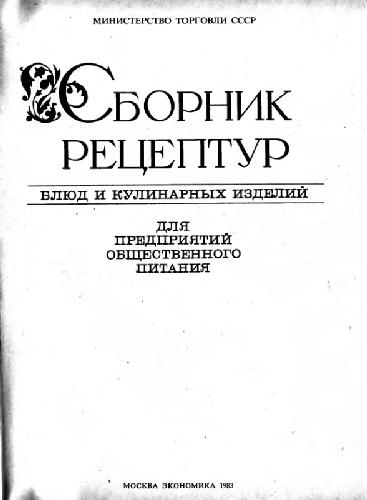 МИНИСТЕРСТВО ТОРГОВЛИ СССР
СБОРНИК
РЕЦЕПТУР
БЛЮД И КУЛИНАРНЫХ ИЗДЕЛИЙ
ДЛЯ
ПРЕДПРИЯТИЙ
ОБЩЕСТВЕННОГО
ПИТАНИЯ
МОСКВА ЭКОНОМИКА 1983